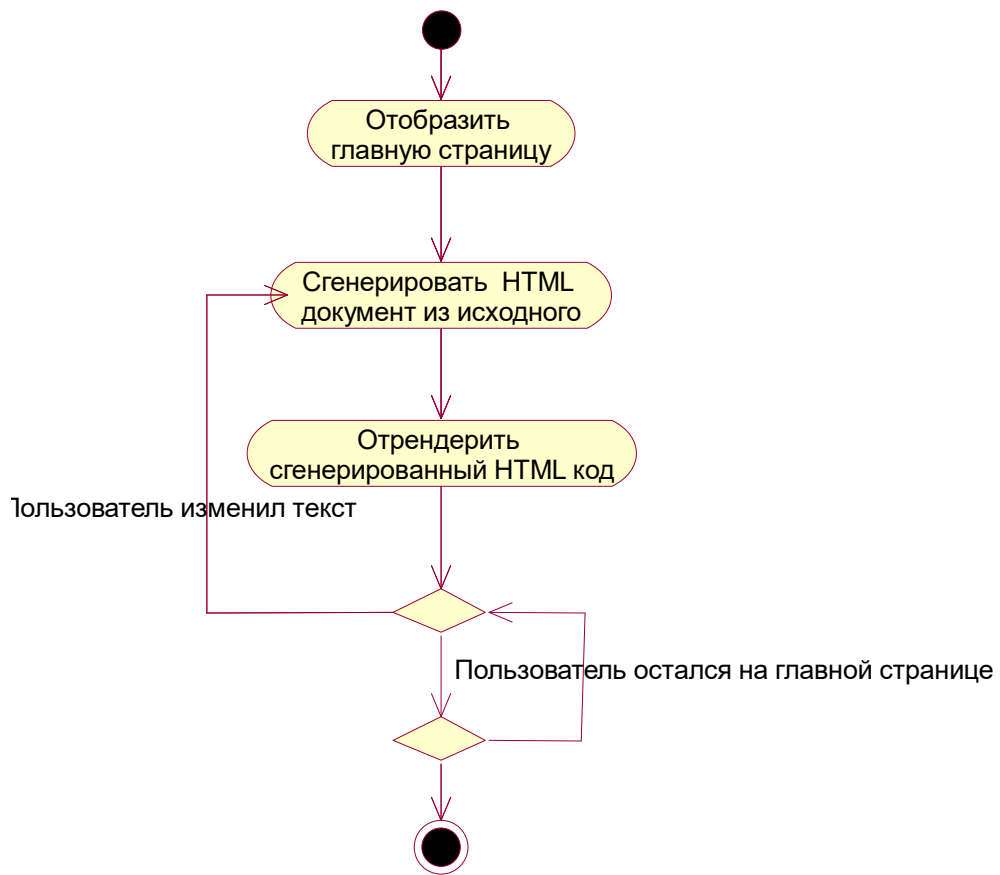 Отобразить
главную страницу
Сгенерировать HTML
документ из исходного
Отрендерить
сгенерированный HTML код
Пользователь изменил текст
Пользователь остался на главной странице